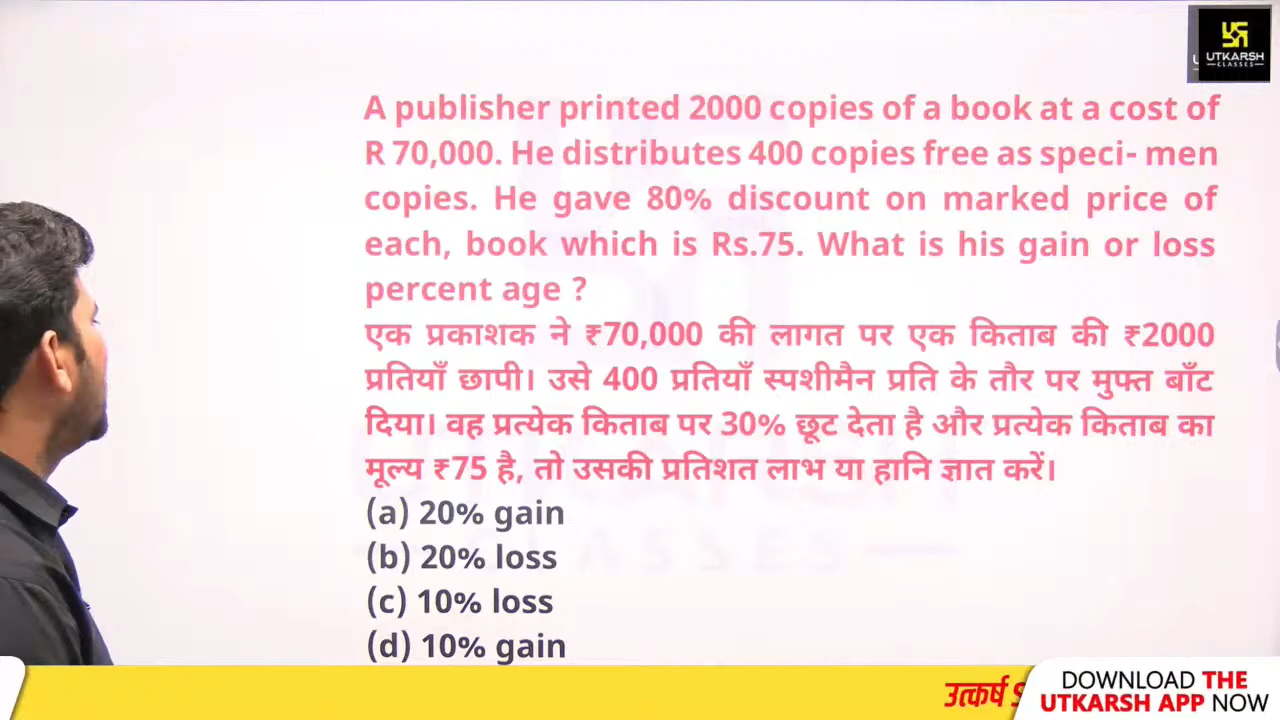 UTKARSH
CLASSES
A publisher printed 2000 copies of a book at a cost of
R 70,000. He distributes 400 copies free as speci- men
copies. He gave 80% discount on marked price of
each, book which is Rs.75. What is his gain or loss
percent age ?
एक प्रकाशक ने ₹70,000 की लागत पर एक किताब की ₹2000
प्रतियाँ छापी। उसे 400 प्रतियाँ स्पशीमैन प्रति के तौर पर मुफ्त बाँट
दिया। वह प्रत्येक किताब पर 30% छूट देता है और प्रत्येक किताब का
मूल्य ₹75 है, तो उसकी प्रतिशत लाभ या हानि ज्ञात करें।
(a) 20% gain
(b) 20% loss
(c) 10% loss
(d) 10% gain
उत्कर्ष
DOWNLOAD THE
UTKARSH APP NOW